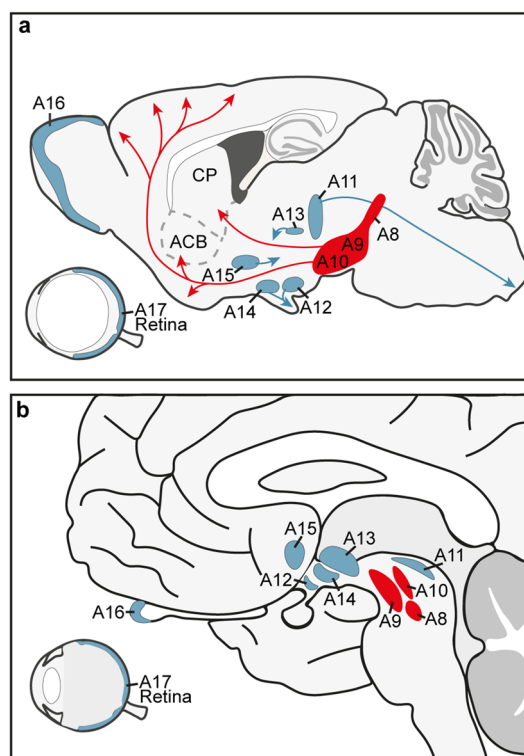 a
A16
CP
A11
A13
ACB
A9
A8
A10
A15
A14
A12
A17
Retina
b
A15
A13
A12
A11
A14
A10
A16
A9
A8
A17
Retina